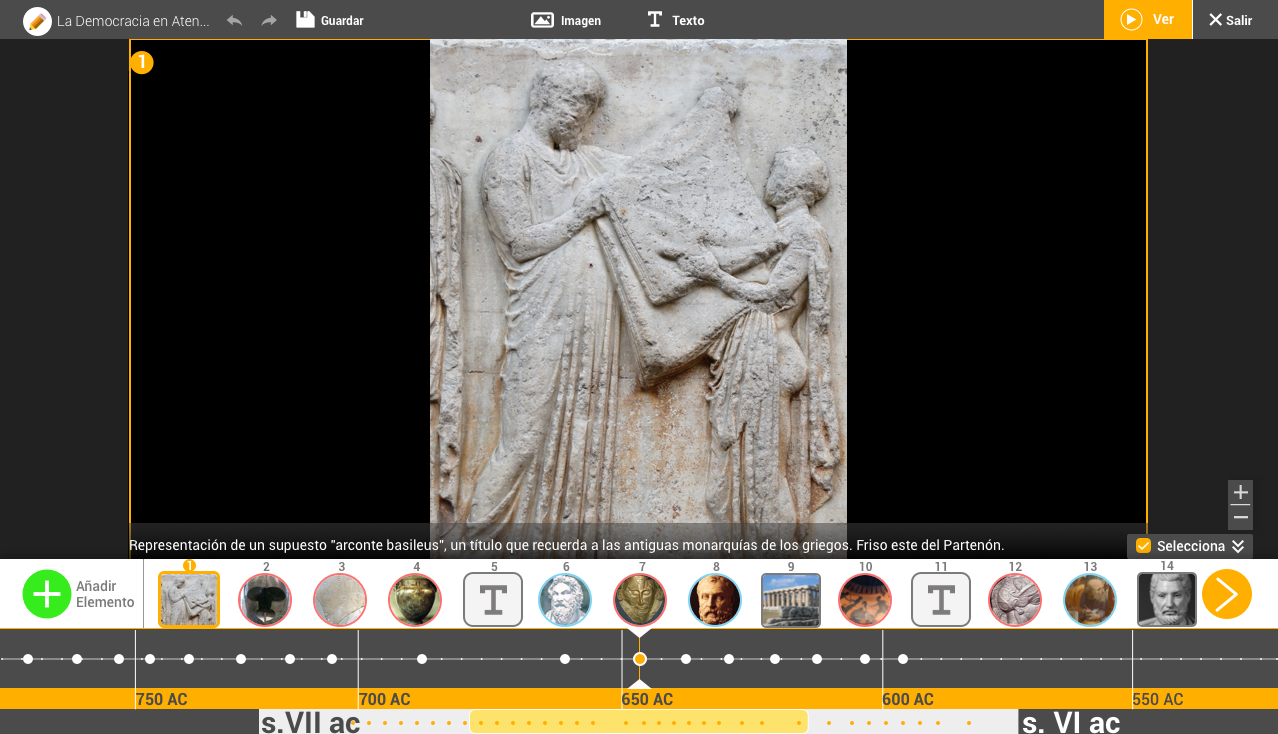 La Democracia en Aten...
Guardar
Imagen
Texto
Ver
Salir
1
Representación de un supuesto "arconte basileus", un título que recuerda a las antiguas monarquías de los griegos. Friso este del Partenón.
Selecciona
Añadir
Elemento
1 2 3 4 5 6 7 8 9 10 11 12 13 14
T T
750 AC 700 AC 650 AC 600 AC 550 AC
s.VII ac s. VI ac